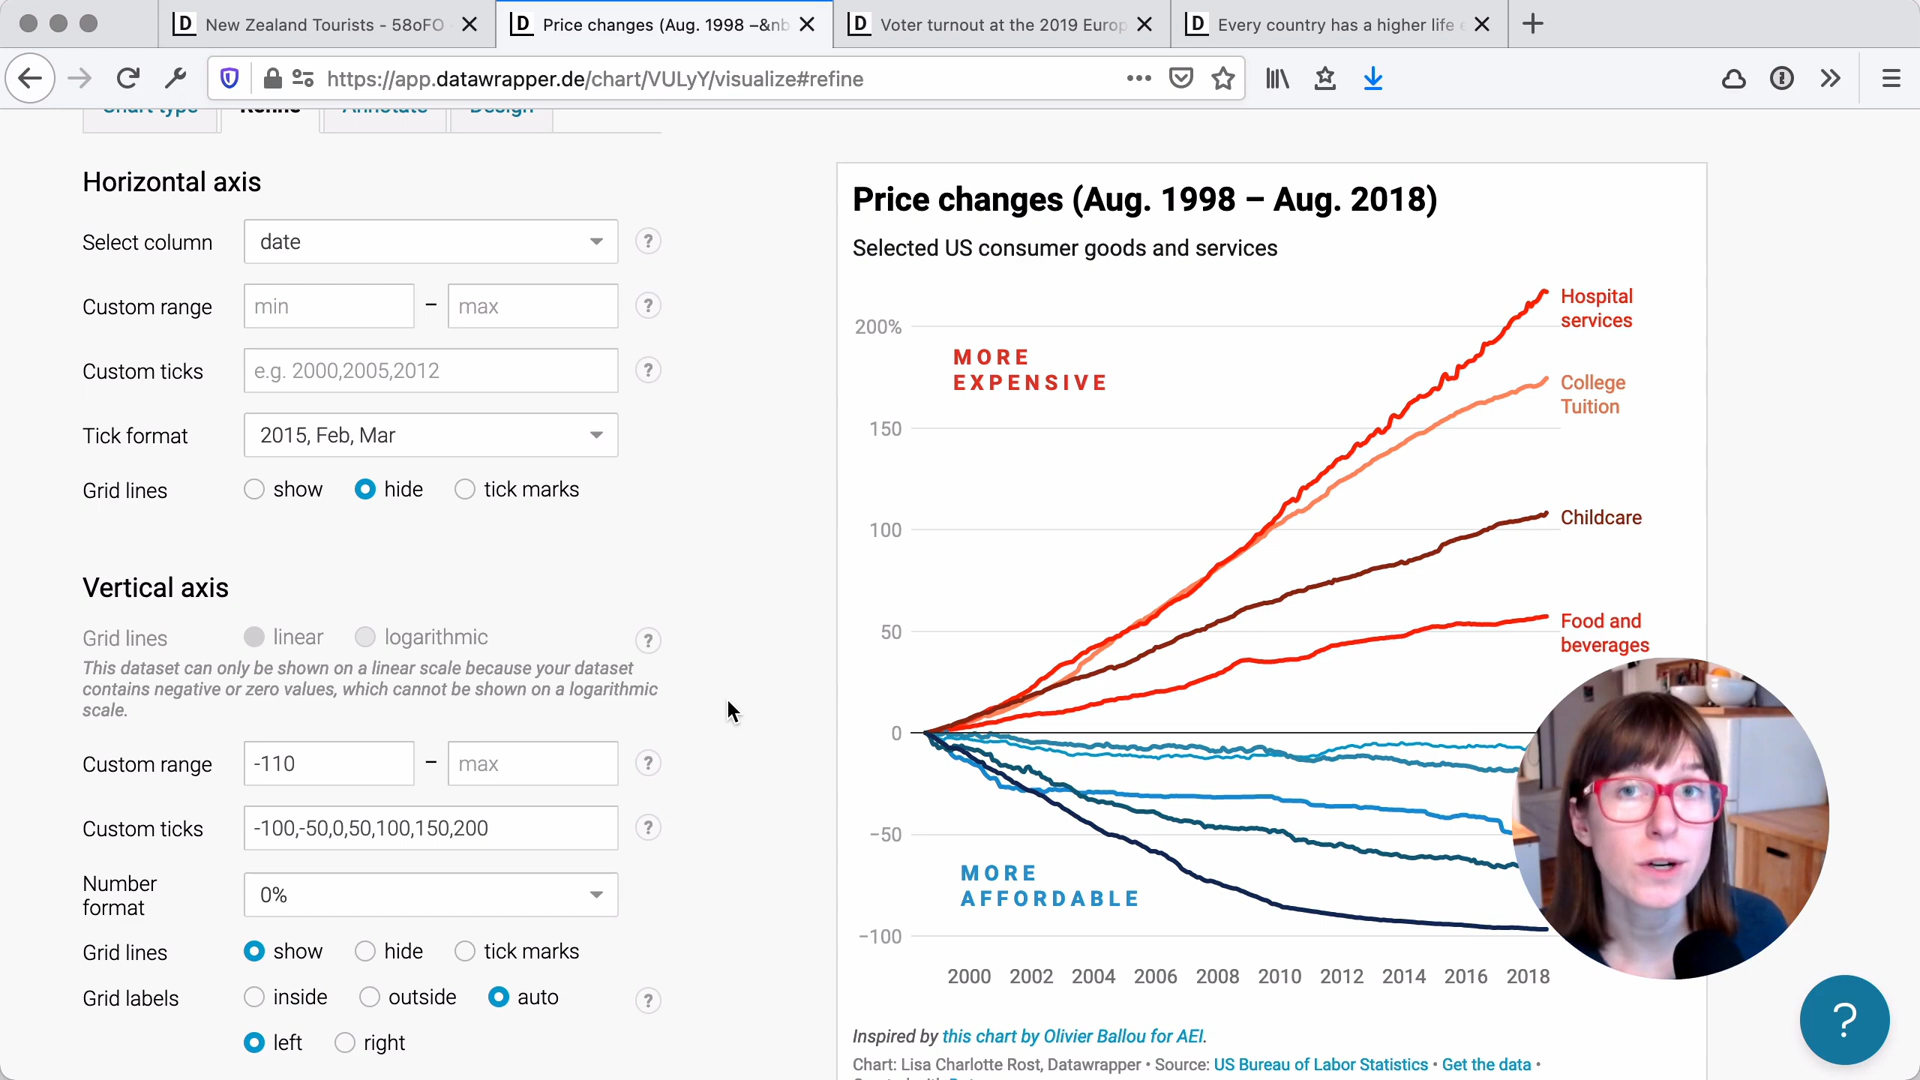 D New Zealand Tourists - 58oFO
D Price changes (Aug. 1998 –&nb
D Voter turnout at the 2019 Europ
D Every country has a higher life e
https://app.datawrapper.de/chart/VULyY/visualize#refine
Chart type
Refine
Annotate
Design
Horizontal axis
Select column
date
?
Custom range
min
–
max
?
Custom ticks
e.g. 2000,2005,2012
?
Tick format
2015, Feb, Mar
Grid lines
show
hide
tick marks
Vertical axis
Grid lines
linear
logarithmic
?
This dataset can only be shown on a linear scale because your dataset
contains negative or zero values, which cannot be shown on a logarithmic
scale.
Custom range
-110
–
max
?
Custom ticks
-100,-50,0,50,100,150,200
?
Number
format
0%
Grid lines
show
hide
tick marks
Grid labels
inside
outside
auto
?
left
right
Price changes (Aug. 1998 – Aug. 2018)
Selected US consumer goods and services
200%
150
100
50
0
−50
−100
MORE
EXPENSIVE
MORE
AFFORDABLE
Hospital
services
College
Tuition
Childcare
Food and
beverages
2000 2002 2004 2006 2008 2010 2012 2014 2016 2018
Inspired by this chart by Olivier Ballou for AEI.
Chart: Lisa Charlotte Rost, Datawrapper • Source: US Bureau of Labor Statistics • Get the data •
?